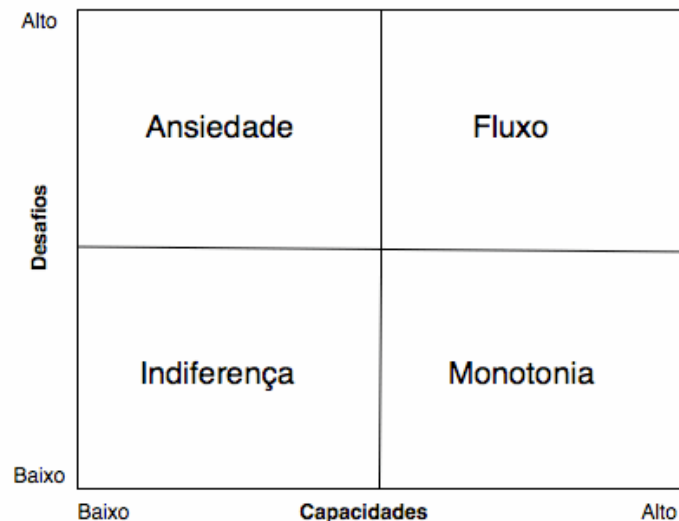 Alto
Ansiedade
Fluxo
Desafios
Indiferença
Monotonia
Baixo
Baixo
Capacidades
Alto